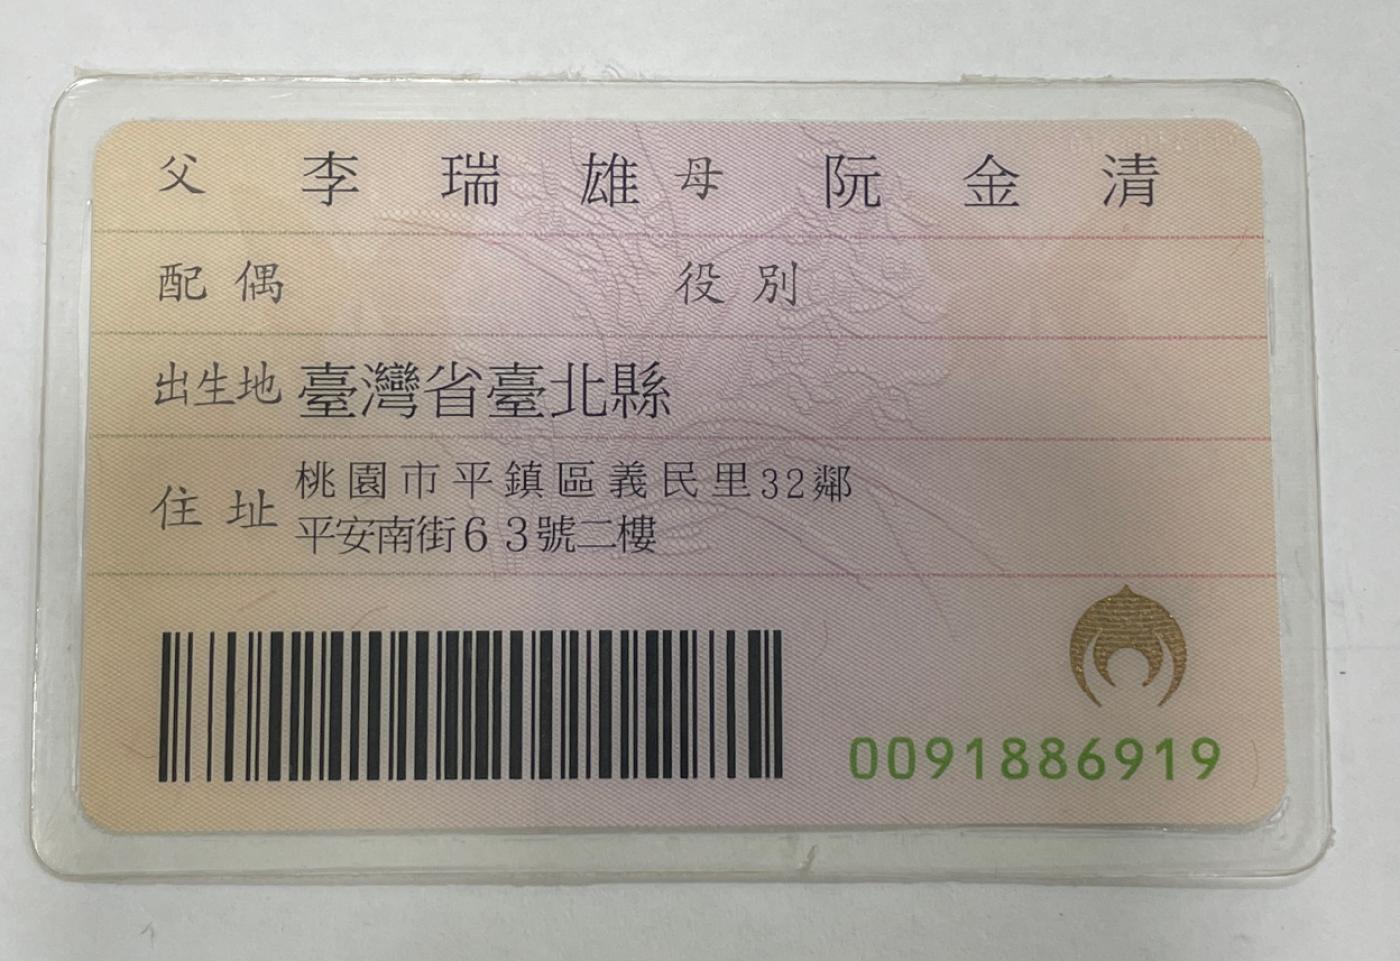 父 李瑞雄 母 阮金清
配偶 役別
出生地 臺灣省臺北縣
住址 桃園市平鎮區義民里32鄰
平安南街63號二樓
0091886919